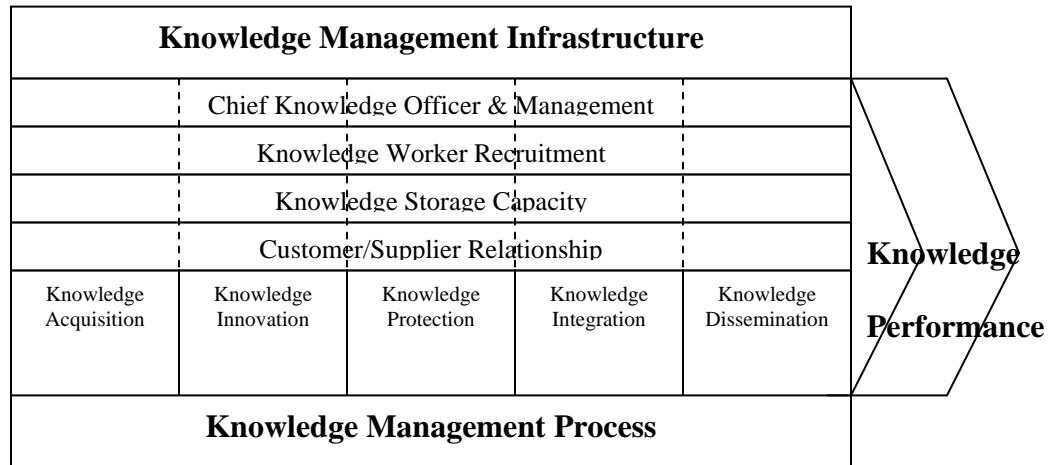 Knowledge Management Infrastructure
Chief Knowledge Officer & Management
Knowledge Worker Recruitment
Knowledge Storage Capacity
Customer/Supplier Relationship
Knowledge
Acquisition
Knowledge
Innovation
Knowledge
Protection
Knowledge
Integration
Knowledge
Dissemination
Knowledge
Performance
Knowledge Management Process